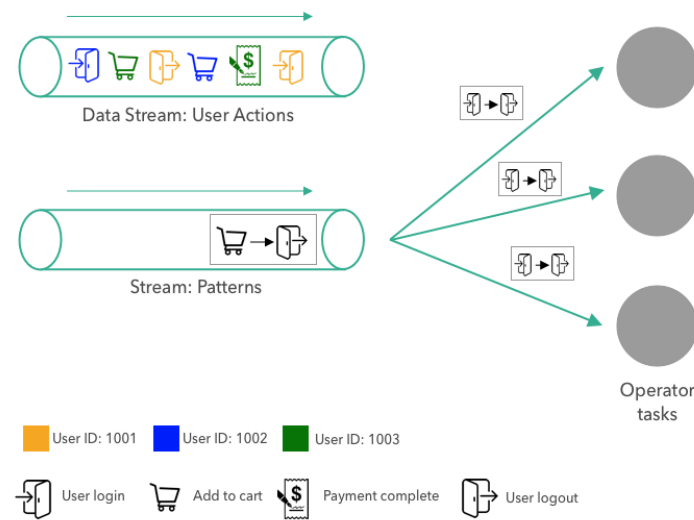 $
Data Stream: User Actions
Stream: Patterns
Operator
tasks
User ID: 1001
User ID: 1002
User ID: 1003
User login
Add to cart
$
Payment complete
User logout